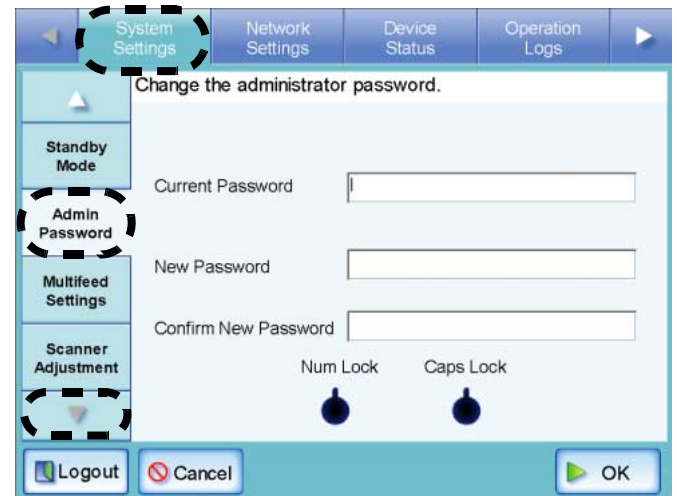 System
Settings
Network
Settings
Device
Status
Operation
Logs
Change the administrator password.
Standby
Mode
Admin
Password
Multifeed
Settings
Scanner
Adjustment
Current Password
New Password
Confirm New Password
Num Lock
Caps Lock
Logout
Cancel
OK